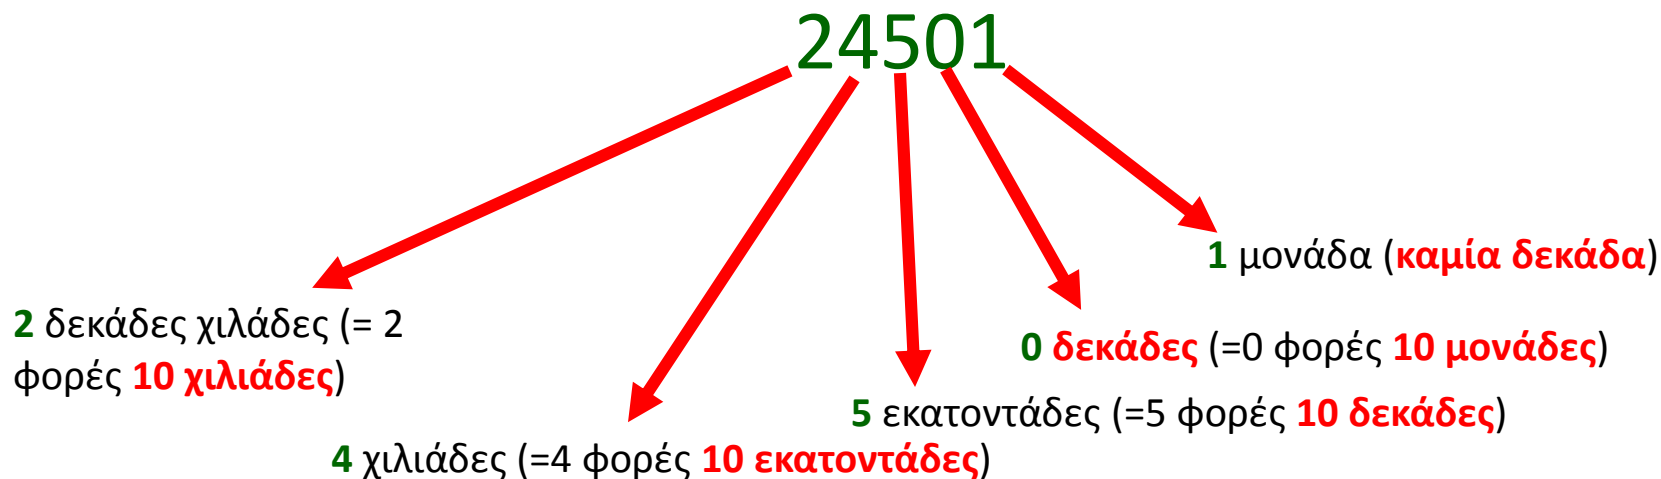 24501
1 μονάδα (καμία δεκάδα)
2 δεκάδες χιλάδες (= 2
φορές 10 χιλιάδες)
0 δεκάδες (=0 φορές 10 μονάδες)
5 εκατοντάδες (=5 φορές 10 δεκάδες)
4 χιλιάδες (=4 φορές 10 εκατοντάδες)